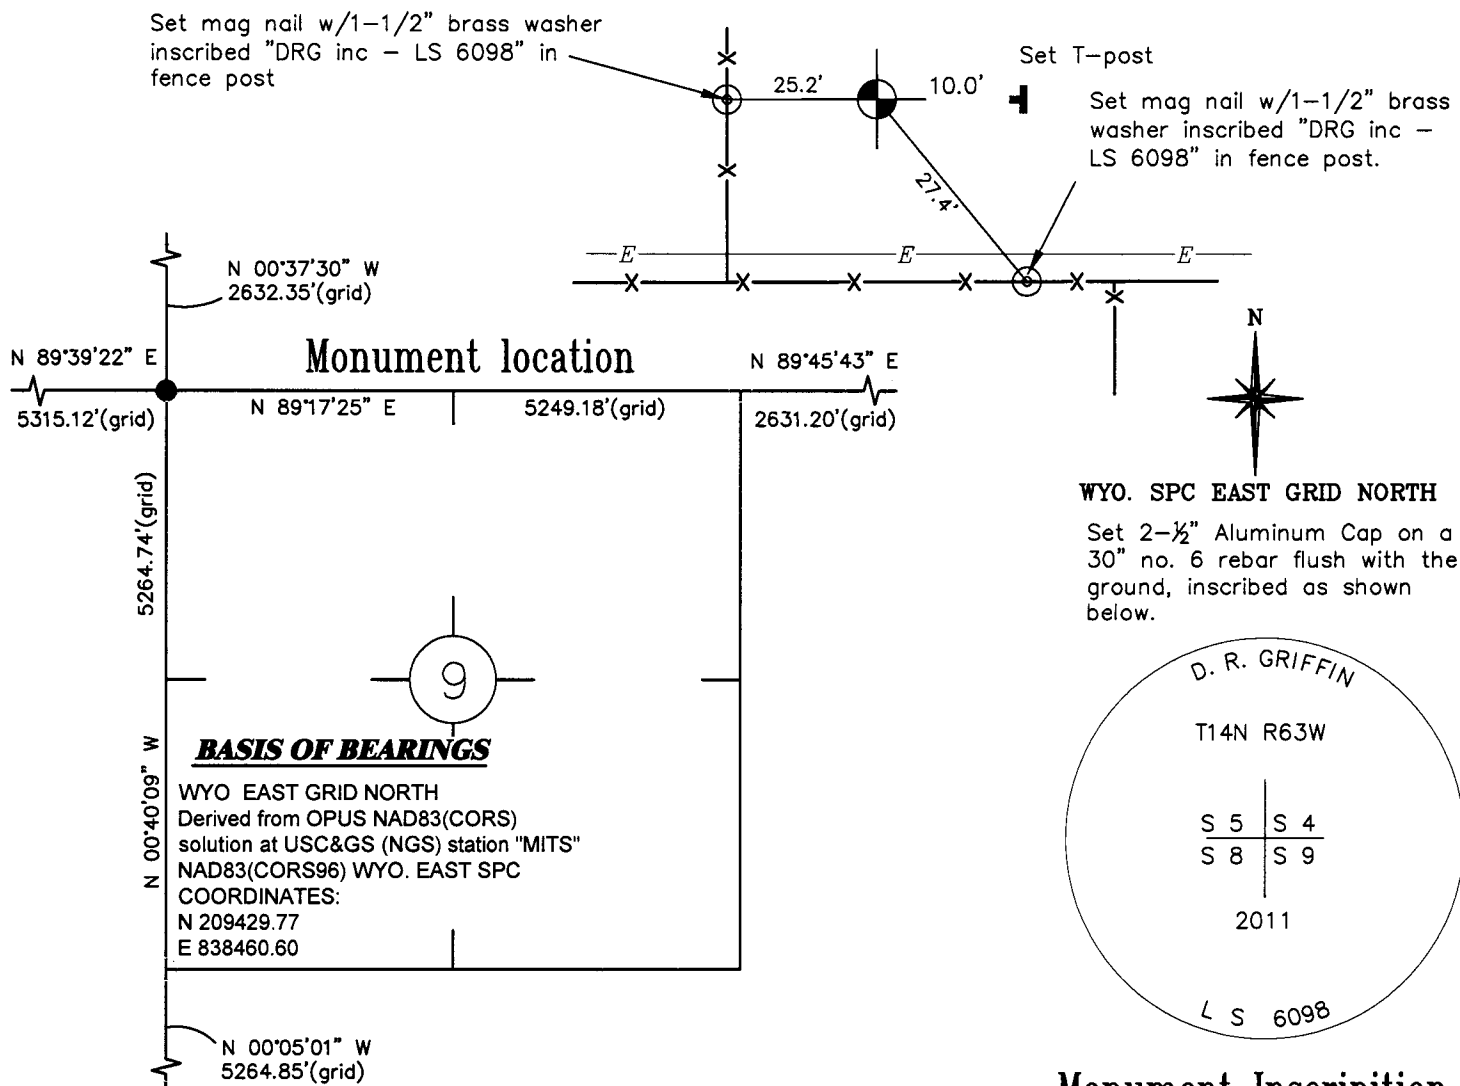 Set mag nail w/1-1/2" brass washer
inscribed "DRG inc - LS 6098" in
fence post
25.2'
10.0'
Set T-post
Set mag nail w/1-1/2" brass
washer inscribed "DRG inc -
LS 6098" in fence post.
27.4'
E
E
E
N 00°37'30" W
2632.35'(grid)
N 89°39'22" E
5315.12'(grid)
Monument location
N 89°45'43" E
2631.20'(grid)
N 89°17'25" E
5249.18'(grid)
N
WYO. SPC EAST GRID NORTH
Set 2-½" Aluminum Cap on a
30" no. 6 rebar flush with the
ground, inscribed as shown
below.
5264.74'(grid)
N 00°40'09" W
9
BASIS OF BEARINGS
WYO EAST GRID NORTH
Derived from OPUS NAD83(CORS)
solution at USC&GS (NGS) station "MITS"
NAD83(CORS96) WYO. EAST SPC
COORDINATES:
N 209429.77
E 838460.60
N 00°05'01" W
5264.85'(grid)
D. R. GRIFFIN
T14N R63W
S 5 S 4
S 8 S 9
2011
L S 6098
Monument Inscripition